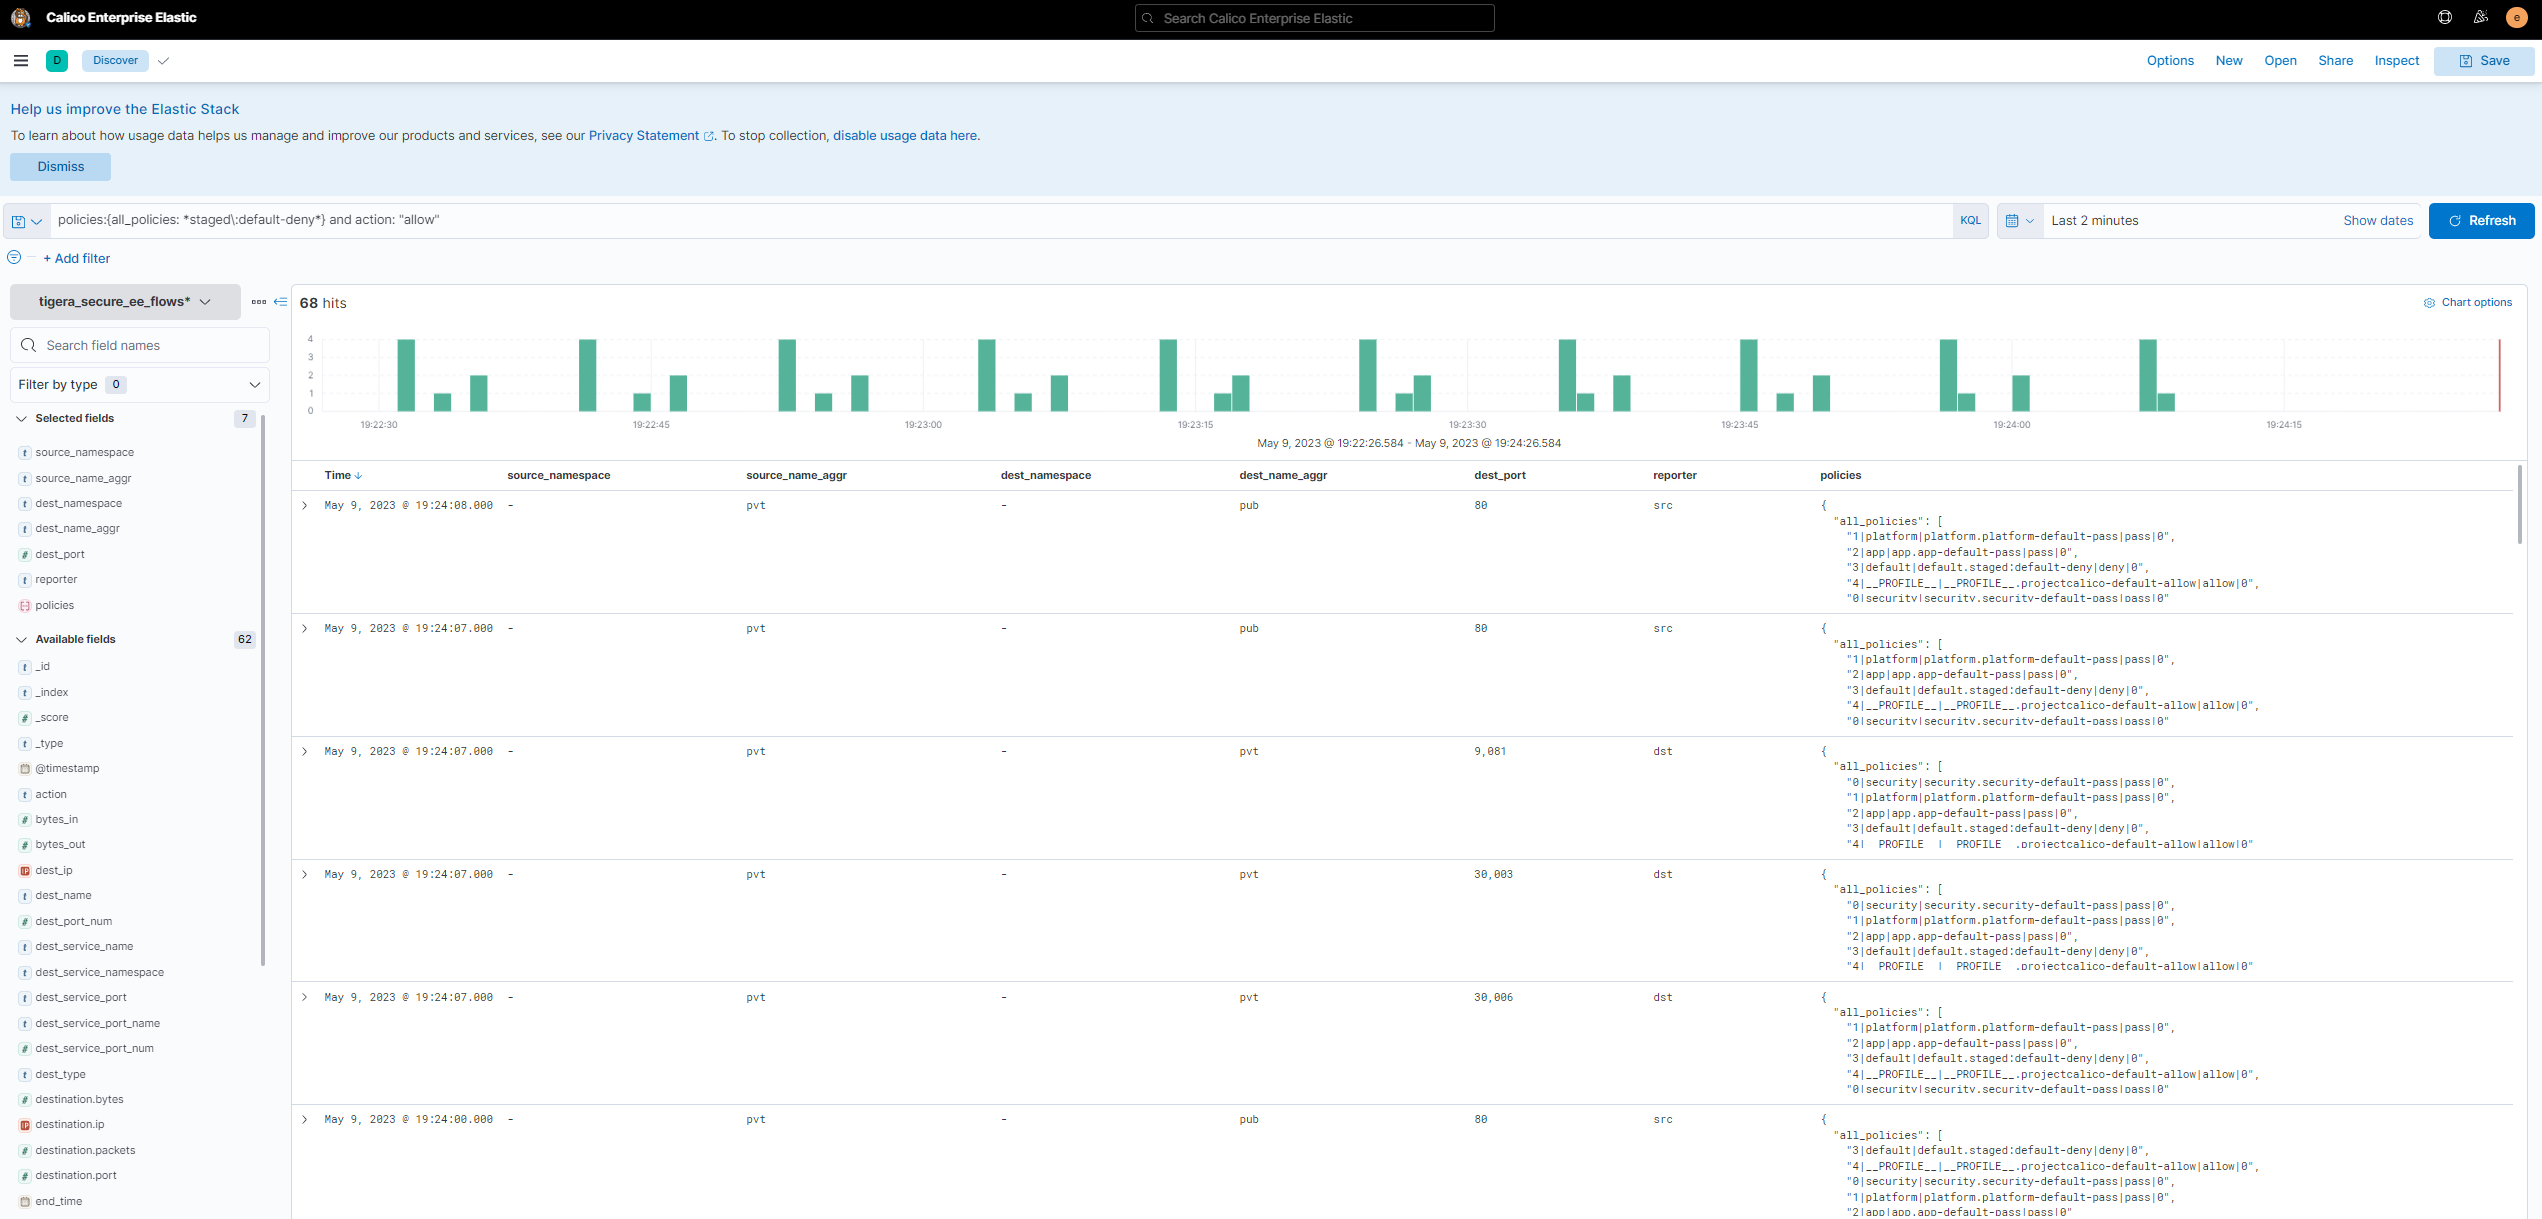 Calico Enterprise Elastic
Search Calico Enterprise Elastic
e
D
Discover
Options New Open Share Inspect Save
Help us improve the Elastic Stack
To learn about how usage data helps us manage and improve our products and services, see our Privacy Statement. To stop collection, disable usage data here.
Dismiss
policies:{all_policies: *staged\:default-deny*} and action: "allow"
KQL
Last 2 minutes
Show dates
Refresh
+ Add filter
tigera_secure_ee_flows*
68 hits
Chart options
Search field names
Filter by type 0
Selected fields 7
t source_namespace
t source_name_aggr
t dest_namespace
t dest_name_aggr
# dest_port
t reporter
policies
Available fields 62
t _id
t _index
# _score
t _type
@timestamp
t action
# bytes_in
# bytes_out
IP dest_ip
t dest_name
# dest_port_num
t dest_service_name
t dest_service_namespace
t dest_service_port
t dest_service_port_name
# dest_service_port_num
t dest_type
# destination.bytes
IP destination.ip
# destination.packets
# destination.port
end_time
4
3
2
1
0
19:22:30 19:22:45 19:23:00 19:23:15 19:23:30 19:23:45 19:24:00 19:24:15
May 9, 2023 @ 19:22:26.584 - May 9, 2023 @ 19:24:26.584
Time source_namespace source_name_aggr dest_namespace dest_name_aggr dest_port reporter policies
May 9, 2023 @ 19:24:08.000 - pvt - pub 80 src {
"all_policies": [
"1|platform|platform.platform-default-pass|pass|0",
"2|app|app.app-default-pass|pass|0",
"3|default|default.staged:default-deny|deny|0",
"4|__PROFILE__|__PROFILE__.projectcalico-default-allow|allow|0",
"0|security|security.security-default-pass|pass|0"
May 9, 2023 @ 19:24:07.000 - pvt - pub 80 src {
"all_policies": [
"1|platform|platform.platform-default-pass|pass|0",
"2|app|app.app-default-pass|pass|0",
"3|default|default.staged:default-deny|deny|0",
"4|__PROFILE__|__PROFILE__.projectcalico-default-allow|allow|0",
"0|security|security.security-default-pass|pass|0"
May 9, 2023 @ 19:24:07.000 - pvt - pvt 9,081 dst {
"all_policies": [
"0|security|security.security-default-pass|pass|0",
"1|platform|platform.platform-default-pass|pass|0",
"2|app|app.app-default-pass|pass|0",
"3|default|default.staged:default-deny|deny|0",
"4|__PROFILE__|__PROFILE__.projectcalico-default-allow|allow|0"
May 9, 2023 @ 19:24:07.000 - pvt - pvt 30,003 dst {
"all_policies": [
"0|security|security.security-default-pass|pass|0",
"1|platform|platform.platform-default-pass|pass|0",
"2|app|app.app-default-pass|pass|0",
"3|default|default.staged:default-deny|deny|0",
"4|__PROFILE__|__PROFILE__.projectcalico-default-allow|allow|0"
May 9, 2023 @ 19:24:07.000 - pvt - pvt 30,006 dst {
"all_policies": [
"1|platform|platform.platform-default-pass|pass|0",
"2|app|app.app-default-pass|pass|0",
"3|default|default.staged:default-deny|deny|0",
"4|__PROFILE__|__PROFILE__.projectcalico-default-allow|allow|0",
"0|security|security.security-default-pass|pass|0"
May 9, 2023 @ 19:24:00.000 - pvt - pub 80 src {
"all_policies": [
"3|default|default.staged:default-deny|deny|0",
"4|__PROFILE__|__PROFILE__.projectcalico-default-allow|allow|0",
"0|security|security.security-default-pass|pass|0",
"1|platform|platform.platform-default-pass|pass|0",
"2|app|app.app-default-pass|pass|0"